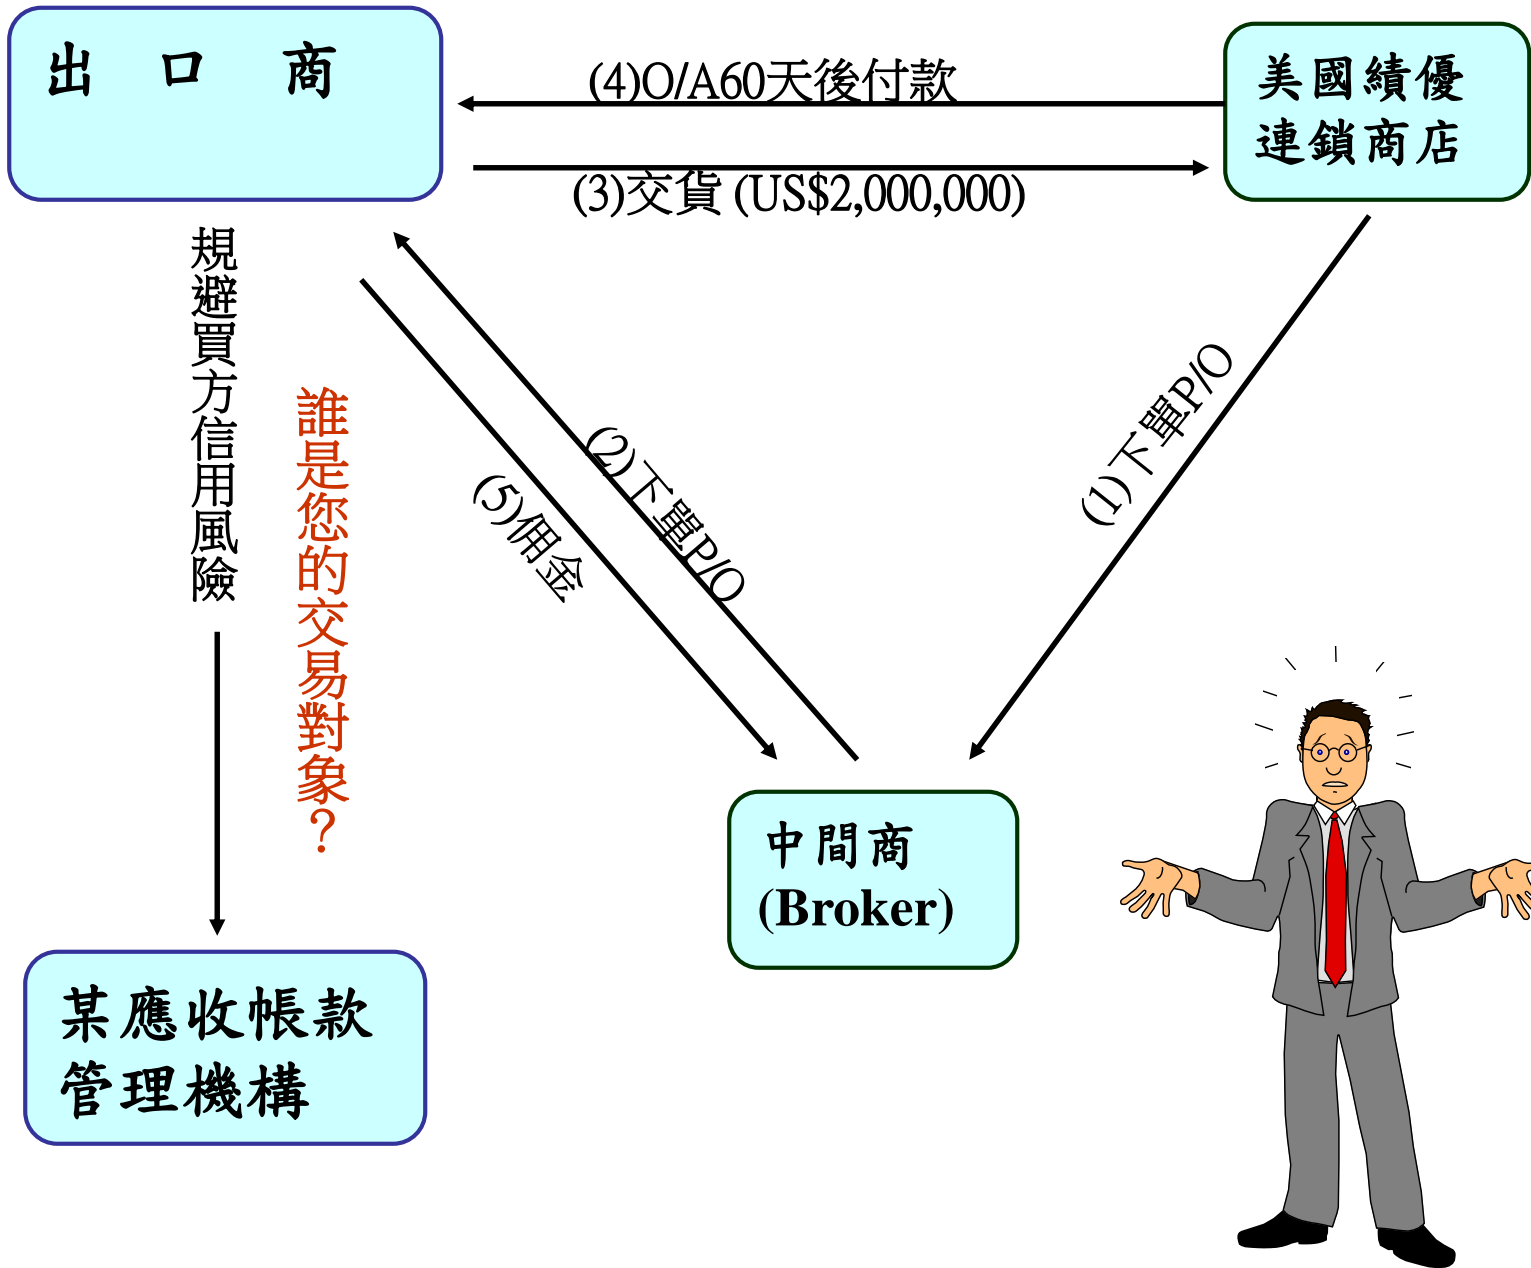 出 口 商
(4)O/A60天後付款
美國績優
連鎖商店
(3)交貨 (US$2,000,000)
規避買方信用風險
誰是您的交易對象？
(2)下單P/O
(5)佣金
(1)下單P/O
中間商
(Broker)
某應收帳款
管理機構